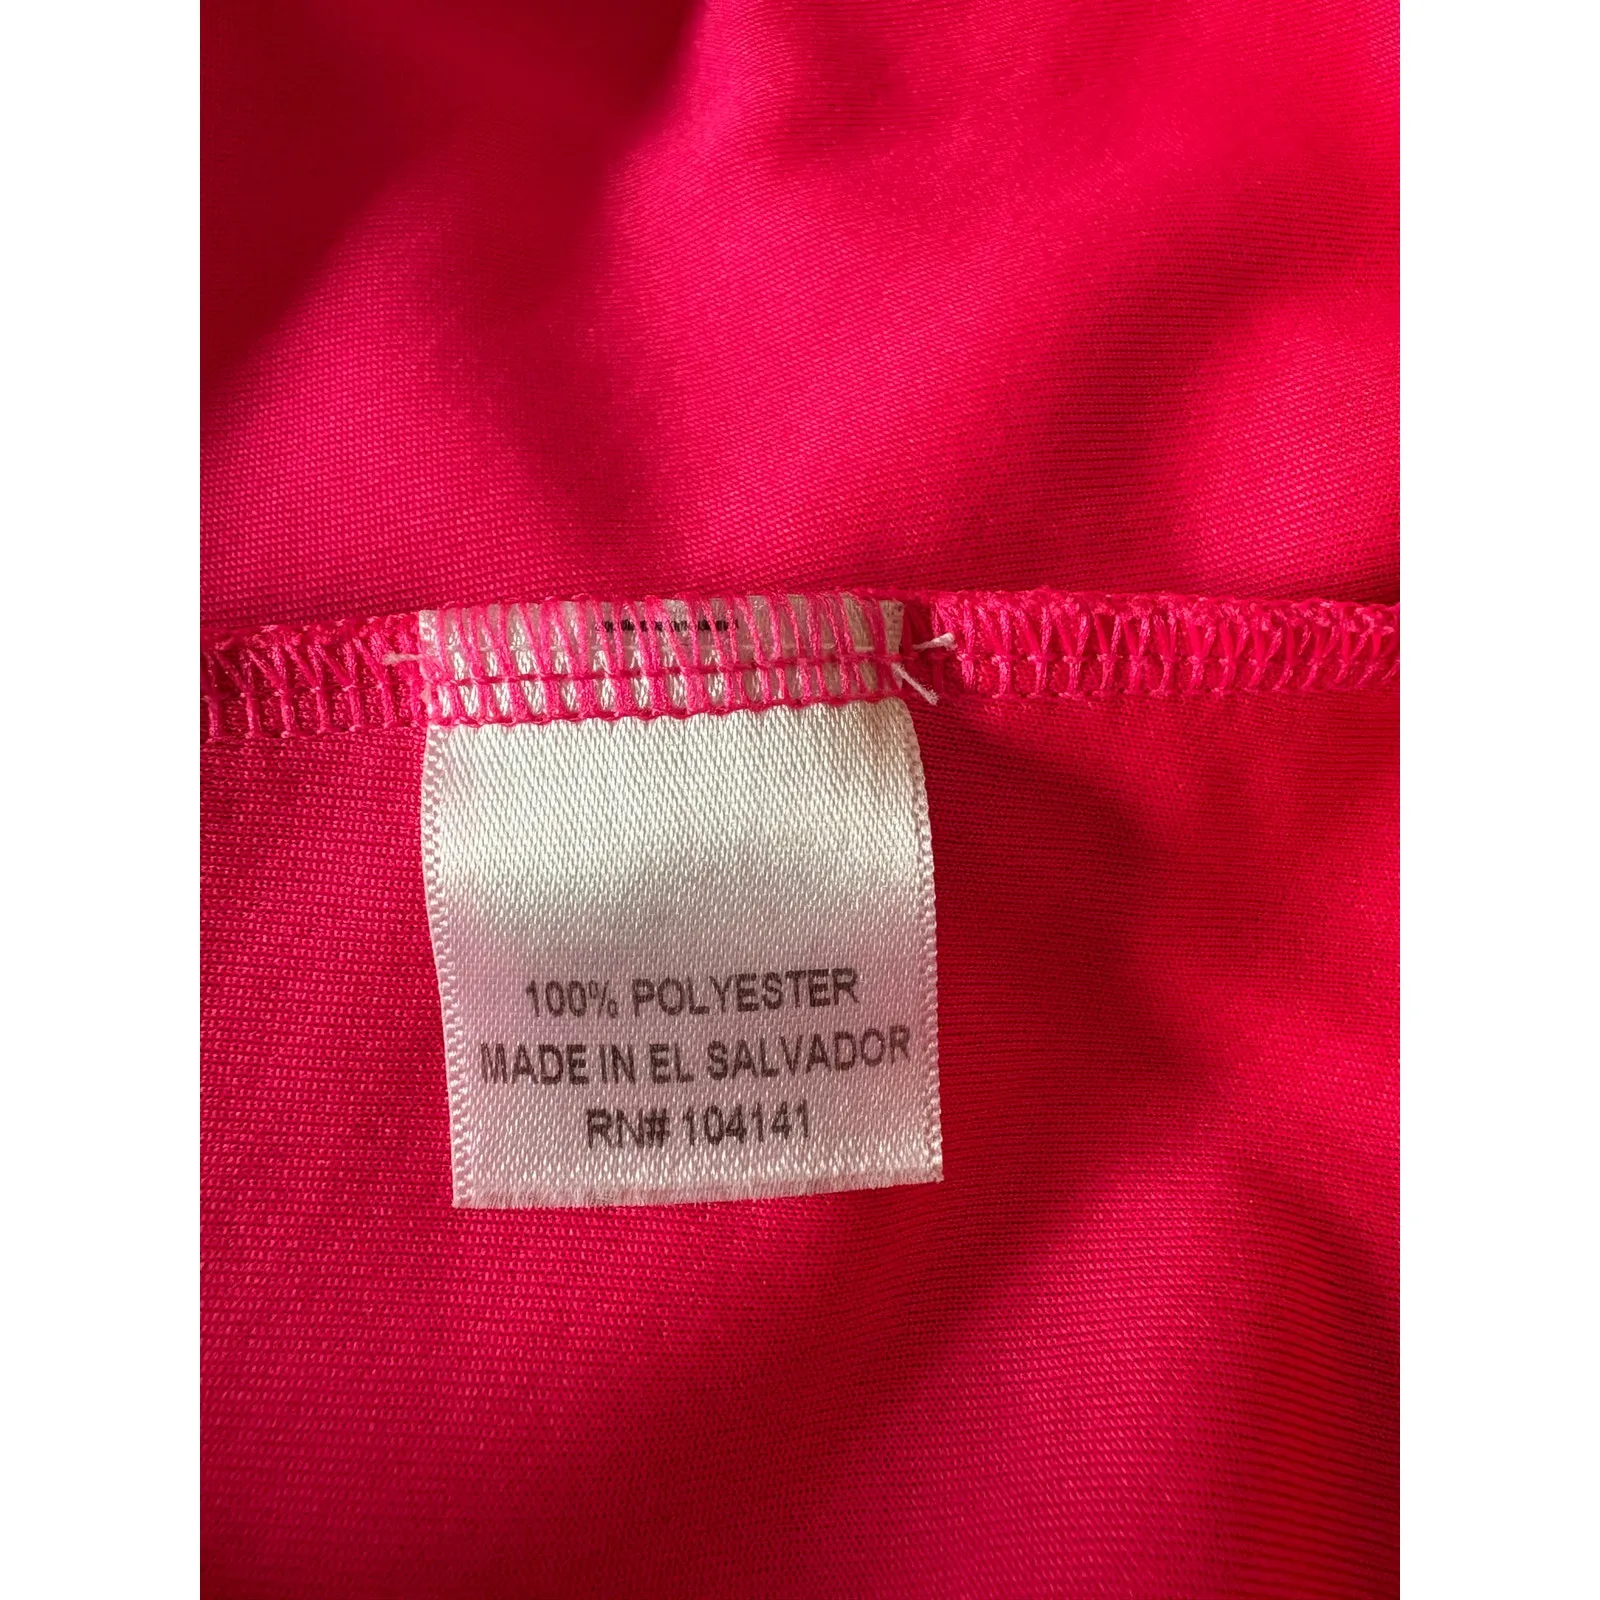 100% POLYESTER
MADE IN EL SALVADOR
RN# 104141